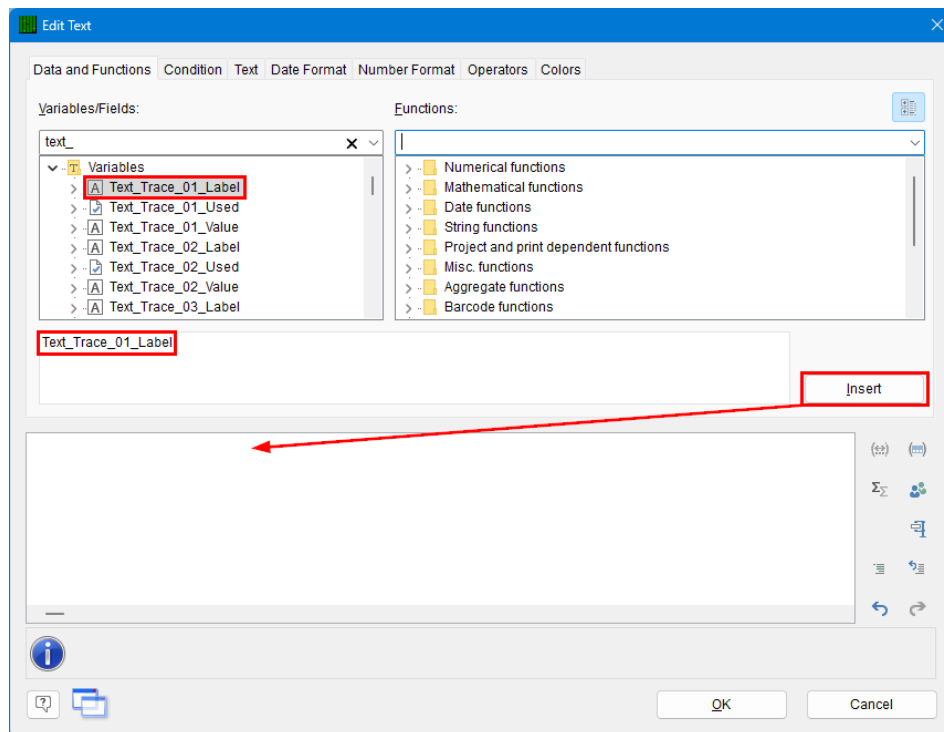 Edit Text
Data and Functions Condition Text Date Format Number Format Operators Colors
Variables/Fields: Functions:
text_
Variables
Text_Trace_01_Label
Text_Trace_01_Used
Text_Trace_01_Value
Text_Trace_02_Label
Text_Trace_02_Used
Text_Trace_02_Value
Text_Trace_03_Label
Numerical functions
Mathematical functions
Date functions
String functions
Project and print dependent functions
Misc. functions
Aggregate functions
Barcode functions
Text_Trace_01_Label
Insert
OK Cancel